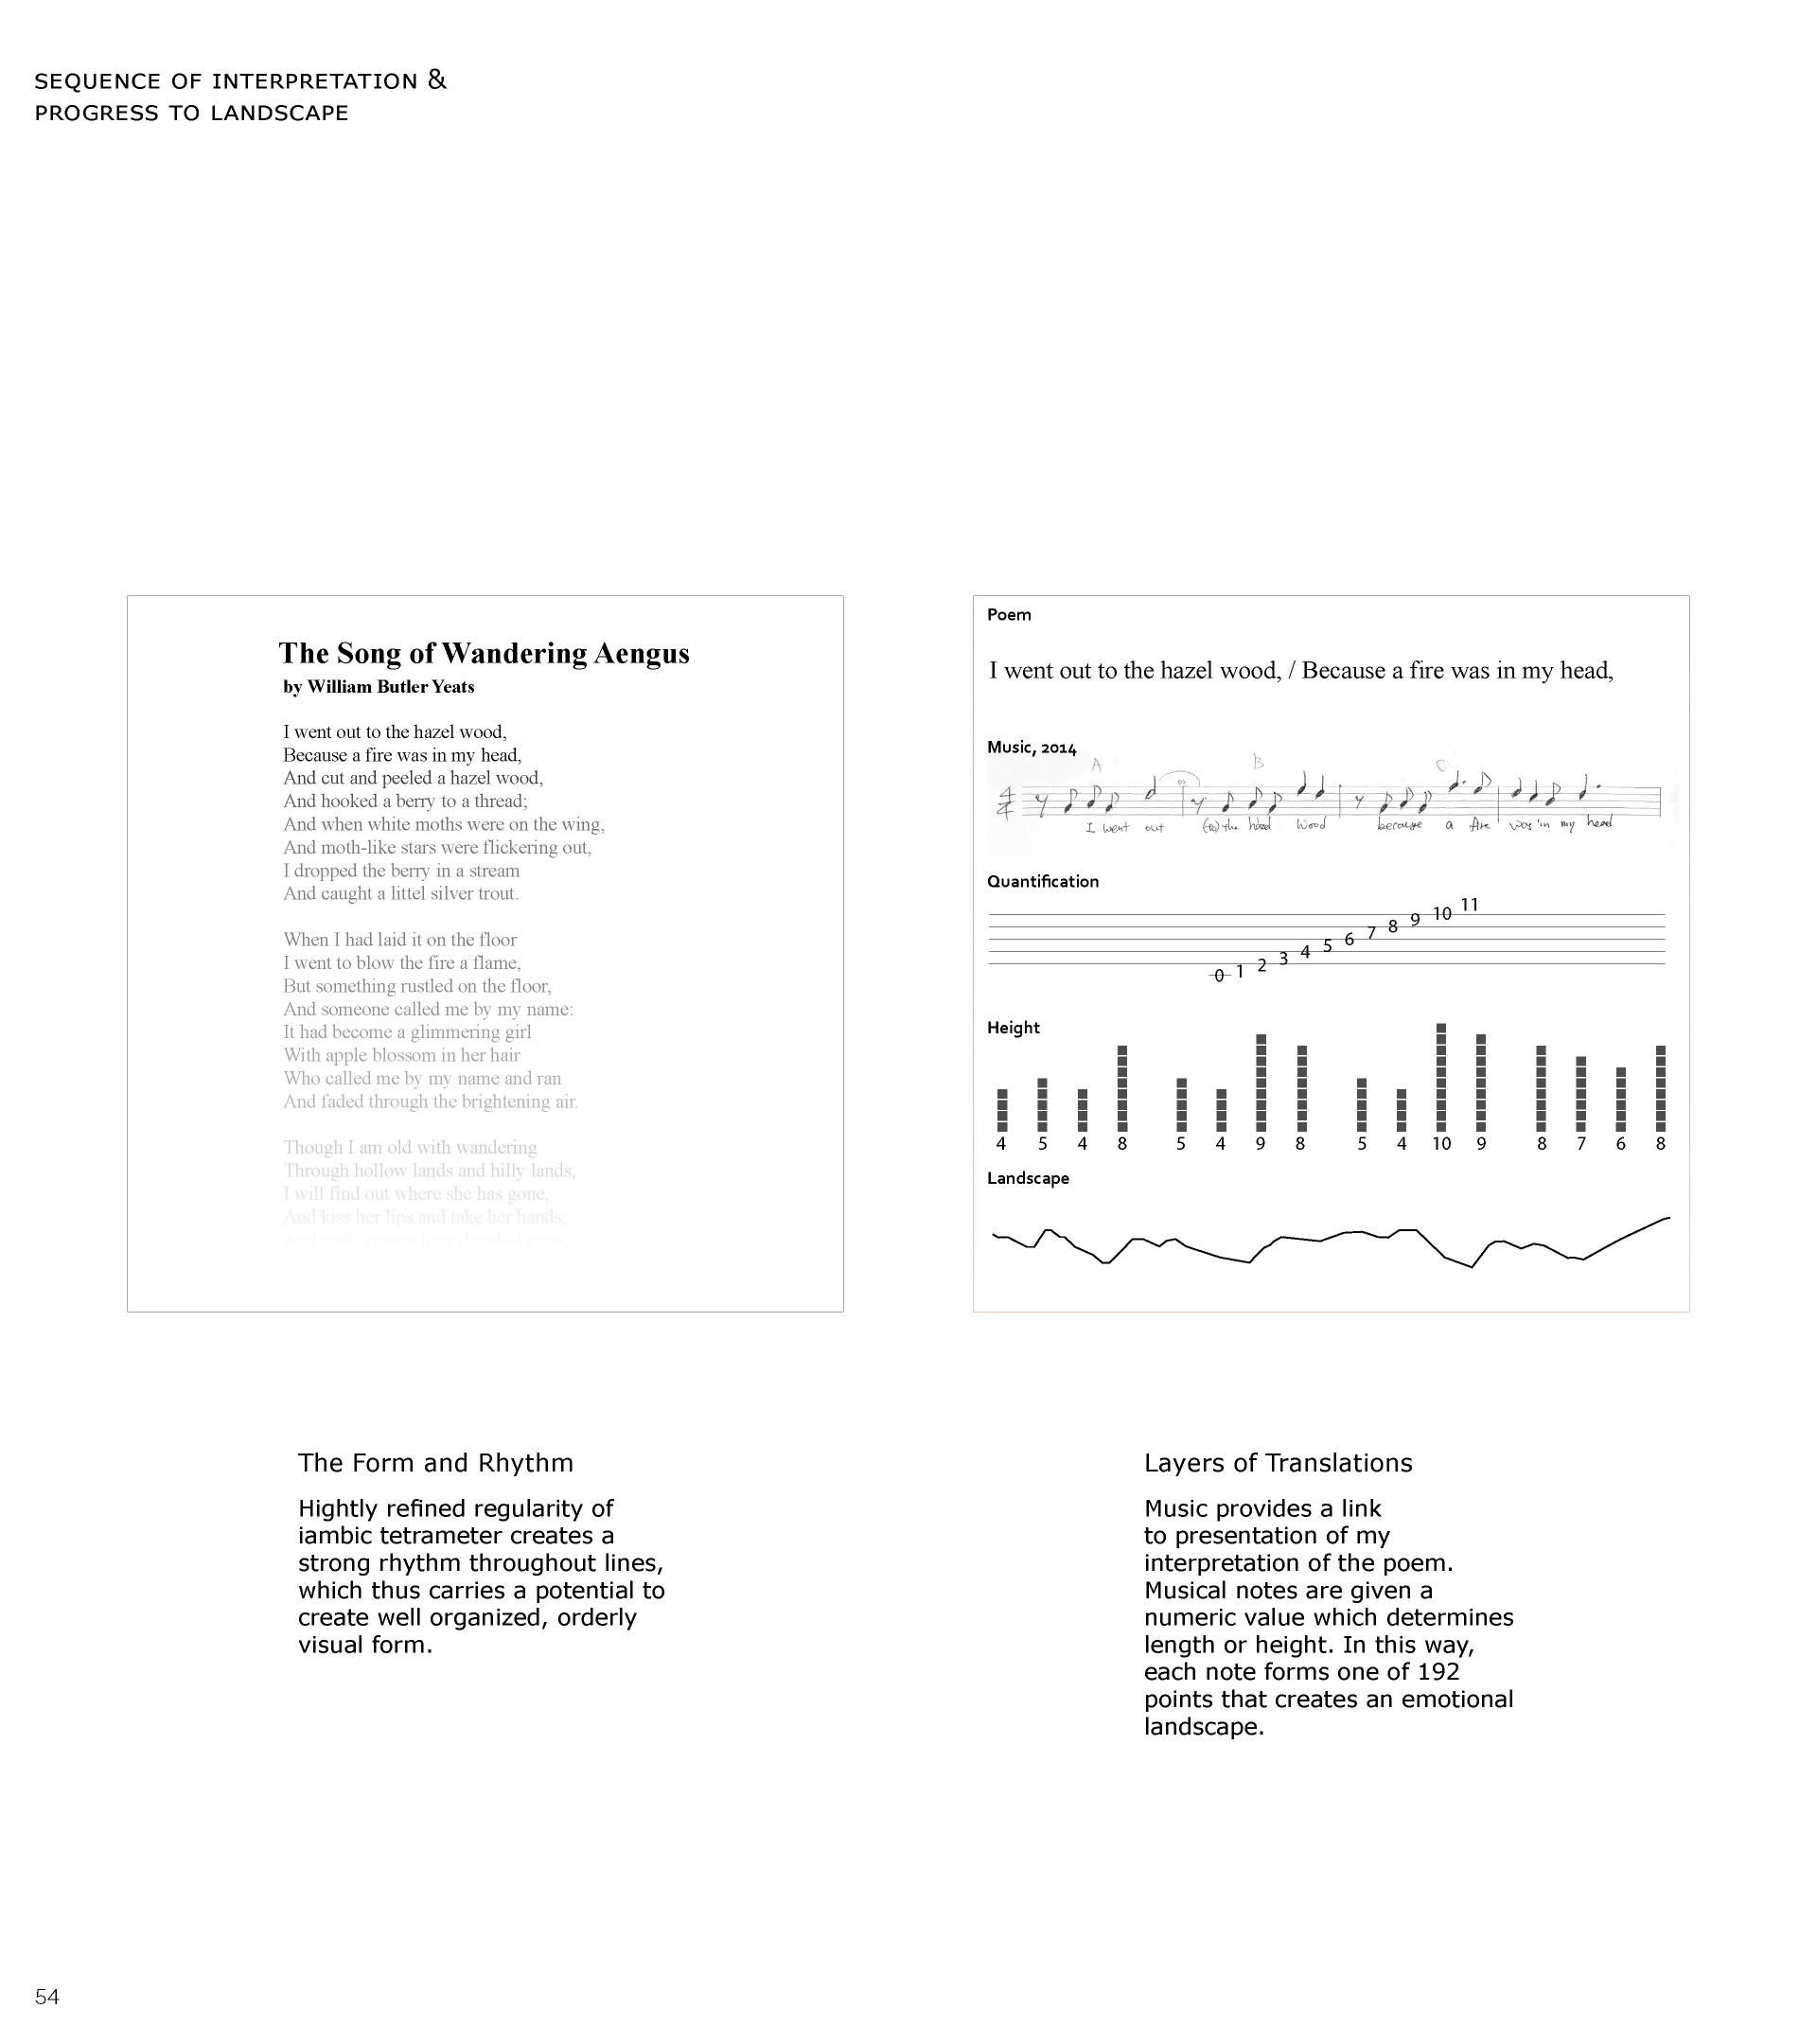 SEQUENCE OF INTERPRETATION &
PROGRESS TO LANDSCAPE
The Song of Wandering Aengus
by William Butler Yeats
I went out to the hazel wood,
Because a fire was in my head,
And cut and peeled a hazel wood,
And hooked a berry to a thread;
And when white moths were on the wing,
And moth-like stars were flickering out,
I dropped the berry in a stream
And caught a littel silver trout.
When I had laid it on the floor
I went to blow the fire a flame,
But something rustled on the floor,
And someone called me by my name:
It had become a glimmering girl
With apple blossom in her hair
Who called me by my name and ran
And faded through the brightening air.
Though I am old with wandering
Through hollow lands and hilly lands,
I will find out where she has gone,
And kiss her lips and take her hands;
And walk among long dappled grass
Poem
I went out to the hazel wood, / Because a fire was in my head,
Music, 2014
A B C
4
4
I went out (to) the hazel wood because a fire was in my head
Quantification
0 1 2 3 4 5 6 7 8 9 10 11
Height
4 5 4 8 5 4 9 8 5 4 10 9 8 7 6 8
Landscape
The Form and Rhythm
Hightly refined regularity of
iambic tetrameter creates a
strong rhythm throughout lines,
which thus carries a potential to
create well organized, orderly
visual form.
Layers of Translations
Music provides a link
to presentation of my
interpretation of the poem.
Musical notes are given a
numeric value which determines
length or height. In this way,
each note forms one of 192
points that creates an emotional
landscape.
54